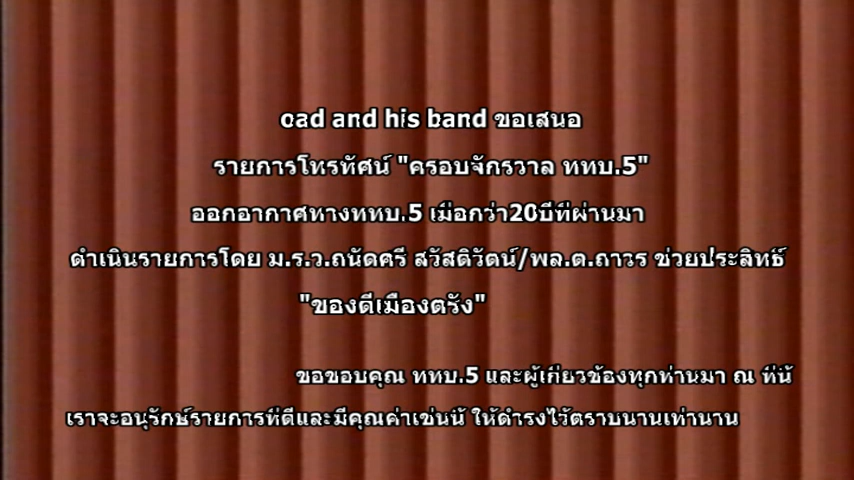 oad and his band ขอเสนอ
รายการโทรทัศน์ "ครอบจักรวาล ททบ.5"
ออกอากาศทางททบ.5 เมื่อกว่า20ปีที่ผ่านมา
ดำเนินรายการโดย ม.ร.ว.ถนัดศรี สวัสดิวัตน์/พล.ต.ถาวร ช่วยประสิทธิ์
"ของดีเมืองตรัง"
ขอขอบคุณ ททบ.5 และผู้เกี่ยวข้องทุกท่านมา ณ ที่นี้
เราจะอนุรักษ์รายการที่ดีและมีคุณค่าเช่นนี้ ให้ดำรงไว้ตราบนานเท่านาน